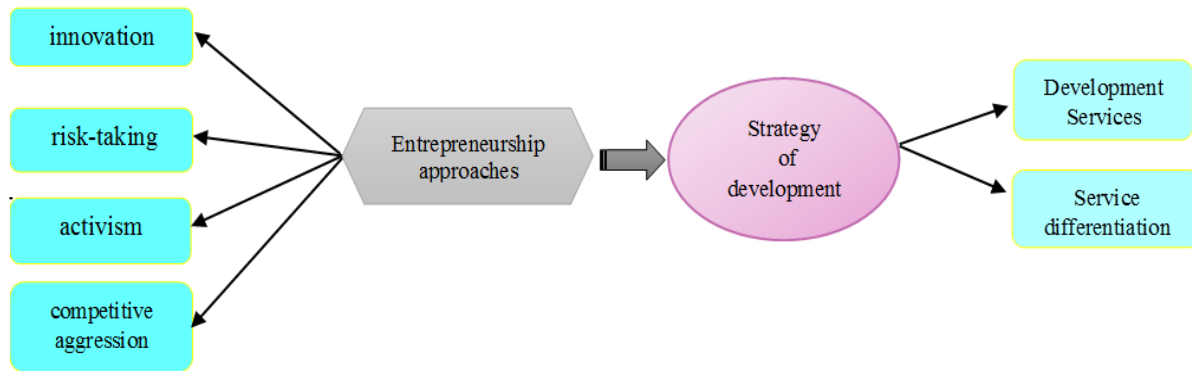 innovation
risk-taking
activism
competitive
aggression
Entrepreneurship
approaches
Strategy
of
development
Development
Services
Service
differentiation